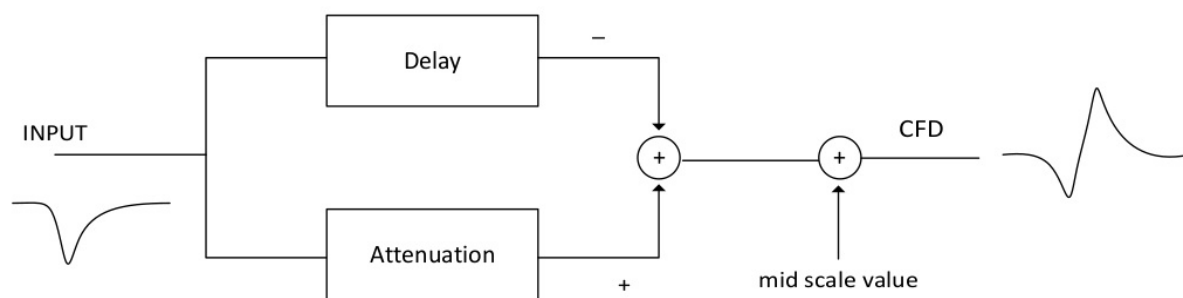 −
Delay
INPUT
+
+
CFD
Attenuation
+
mid scale value